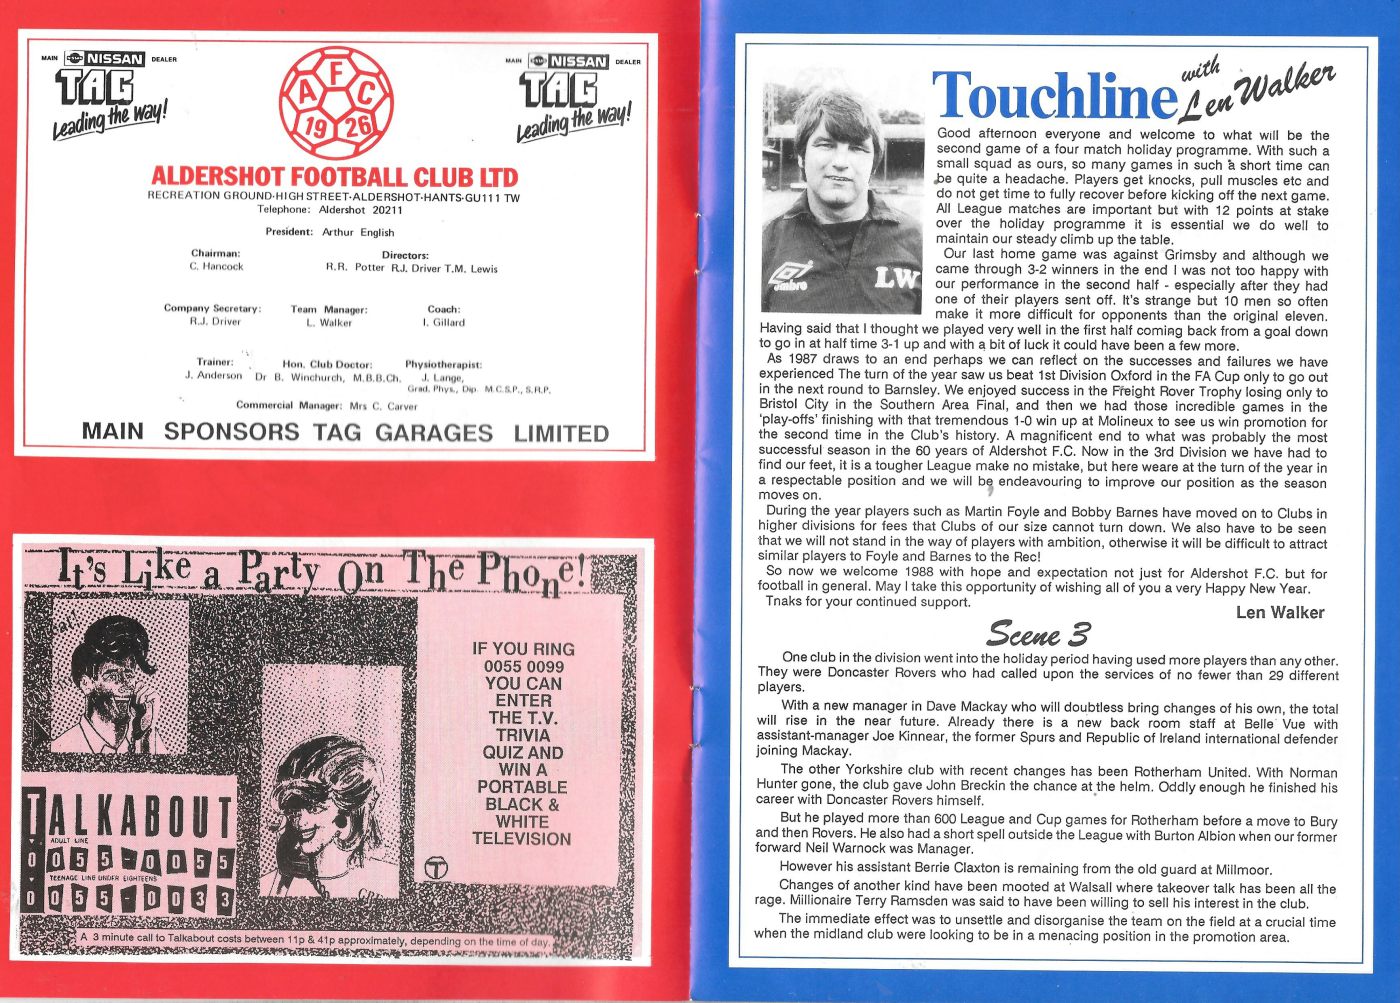 MAIN NISSAN DEALER
TAG
Leading the way!
AFC
1926
MAIN NISSAN DEALER
TAG
Leading the way!
ALDERSHOT FOOTBALL CLUB LTD
RECREATION GROUND·HIGH STREET·ALDERSHOT·HANTS·GU111 TW
Telephone: Aldershot 20211
President: Arthur English
Chairman:
C. Hancock
Directors:
R.R. Potter R.J. Driver T.M. Lewis
Company Secretary:
R.J. Driver
Team Manager:
L. Walker
Coach:
I. Gillard
Trainer:
J. Anderson
Hon. Club Doctor:
Dr B. Winchurch, M.B.B.Ch.
Physiotherapist:
J. Lange,
Grad. Phys., Dip. M.C.S.P., S.R.P.
Commercial Manager: Mrs C. Carver
MAIN SPONSORS TAG GARAGES LIMITED
It's Like a Party On The Phone!
IF YOU RING
0055 0099
YOU CAN
ENTER
THE T.V.
TRIVIA
QUIZ AND
WIN A
PORTABLE
BLACK &
WHITE
TELEVISION
T
TALKABOUT
ADULT LINE
0055-0055
TEENAGE LINE UNDER EIGHTEENS
0055-0033
A 3 minute call to Talkabout costs between 11p & 41p approximately, depending on the time of day.
Touchline with Len Walker
umbro
LW
Good afternoon everyone and welcome to what will be the
second game of a four match holiday programme. With such a
small squad as ours, so many games in such a short time can
be quite a headache. Players get knocks, pull muscles etc and
do not get time to fully recover before kicking off the next game.
All League matches are important but with 12 points at stake
over the holiday programme it is essential we do well to
maintain our steady climb up the table.
Our last home game was against Grimsby and although we
came through 3-2 winners in the end I was not too happy with
our performance in the second half - especially after they had
one of their players sent off. It's strange but 10 men so often
make it more difficult for opponents than the original eleven.
Having said that I thought we played very well in the first half coming back from a goal down
to go in at half time 3-1 up and with a bit of luck it could have been a few more.
As 1987 draws to an end perhaps we can reflect on the successes and failures we have
experienced The turn of the year saw us beat 1st Division Oxford in the FA Cup only to go out
in the next round to Barnsley. We enjoyed success in the Freight Rover Trophy losing only to
Bristol City in the Southern Area Final, and then we had those incredible games in the
'play-offs' finishing with that tremendous 1-0 win up at Molineux to see us win promotion for
the second time in the Club's history. A magnificent end to what was probably the most
successful season in the 60 years of Aldershot F.C. Now in the 3rd Division we have had to
find our feet, it is a tougher League make no mistake, but here weare at the turn of the year in
a respectable position and we will be endeavouring to improve our position as the season
moves on.
During the year players such as Martin Foyle and Bobby Barnes have moved on to Clubs in
higher divisions for fees that Clubs of our size cannot turn down. We also have to be seen
that we will not stand in the way of players with ambition, otherwise it will be difficult to attract
similar players to Foyle and Barnes to the Rec!
So now we welcome 1988 with hope and expectation not just for Aldershot F.C. but for
football in general. May I take this opportunity of wishing all of you a very Happy New Year.
Tnaks for your continued support.
Len Walker
Scene 3
One club in the division went into the holiday period having used more players than any other.
They were Doncaster Rovers who had called upon the services of no fewer than 29 different
players.
With a new manager in Dave Mackay who will doubtless bring changes of his own, the total
will rise in the near future. Already there is a new back room staff at Belle Vue with
assistant-manager Joe Kinnear, the former Spurs and Republic of Ireland international defender
joining Mackay.
The other Yorkshire club with recent changes has been Rotherham United. With Norman
Hunter gone, the club gave John Breckin the chance at the helm. Oddly enough he finished his
career with Doncaster Rovers himself.
But he played more than 600 League and Cup games for Rotherham before a move to Bury
and then Rovers. He also had a short spell outside the League with Burton Albion when our former
forward Neil Warnock was Manager.
However his assistant Berrie Claxton is remaining from the old guard at Millmoor.
Changes of another kind have been mooted at Walsall where takeover talk has been all the
rage. Millionaire Terry Ramsden was said to have been willing to sell his interest in the club.
The immediate effect was to unsettle and disorganise the team on the field at a crucial time
when the midland club were looking to be in a menacing position in the promotion area.